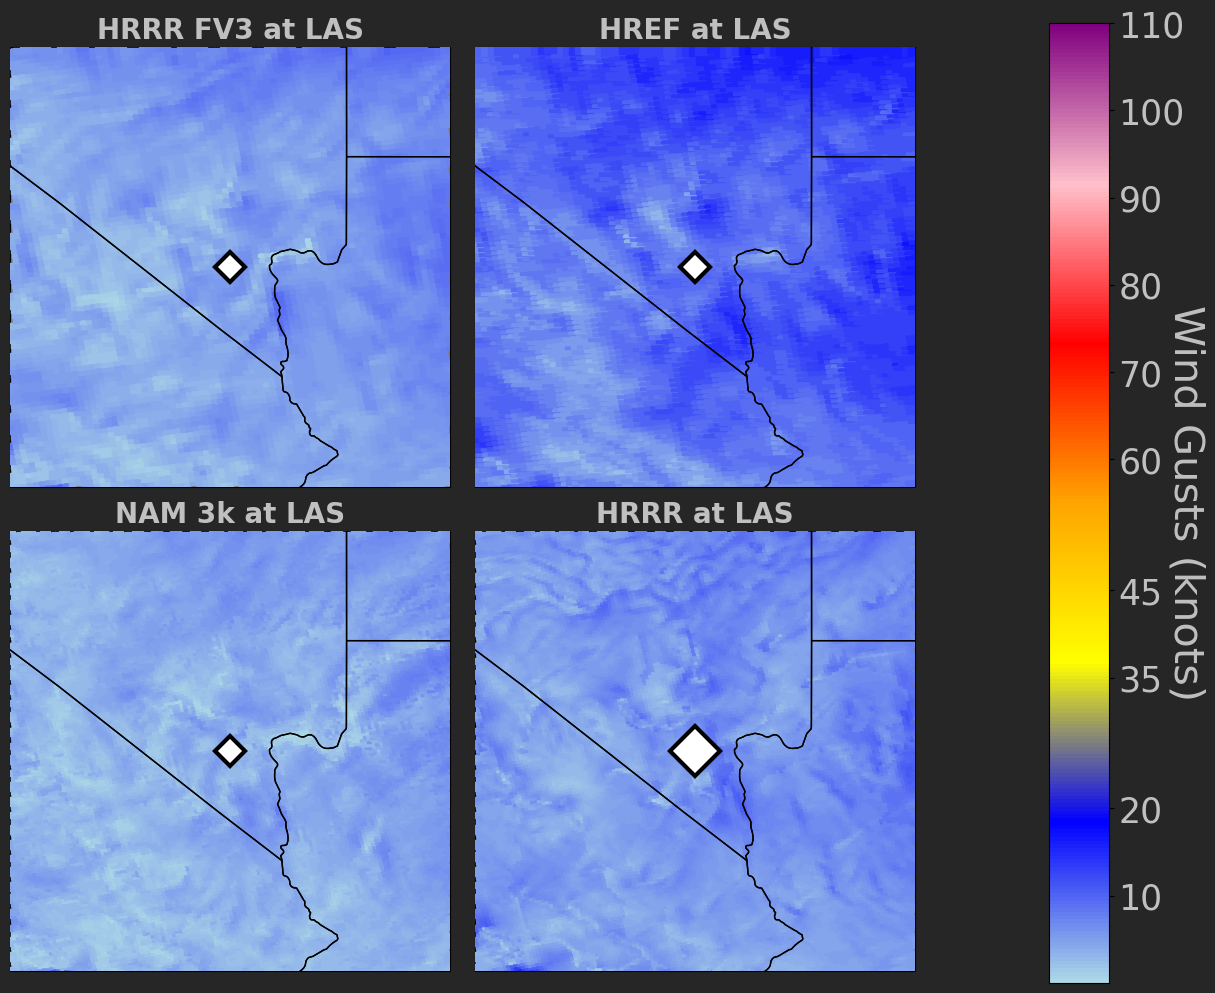 HRRR FV3 at LAS
HREF at LAS
NAM 3k at LAS
HRRR at LAS
110
100
90
80
70
60
45
35
20
10
Wind Gusts (knots)